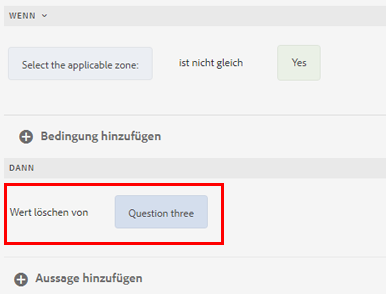 WENN
Select the applicable zone: ist nicht gleich Yes
Bedingung hinzufügen
DANN
Wert löschen von Question three
Aussage hinzufügen